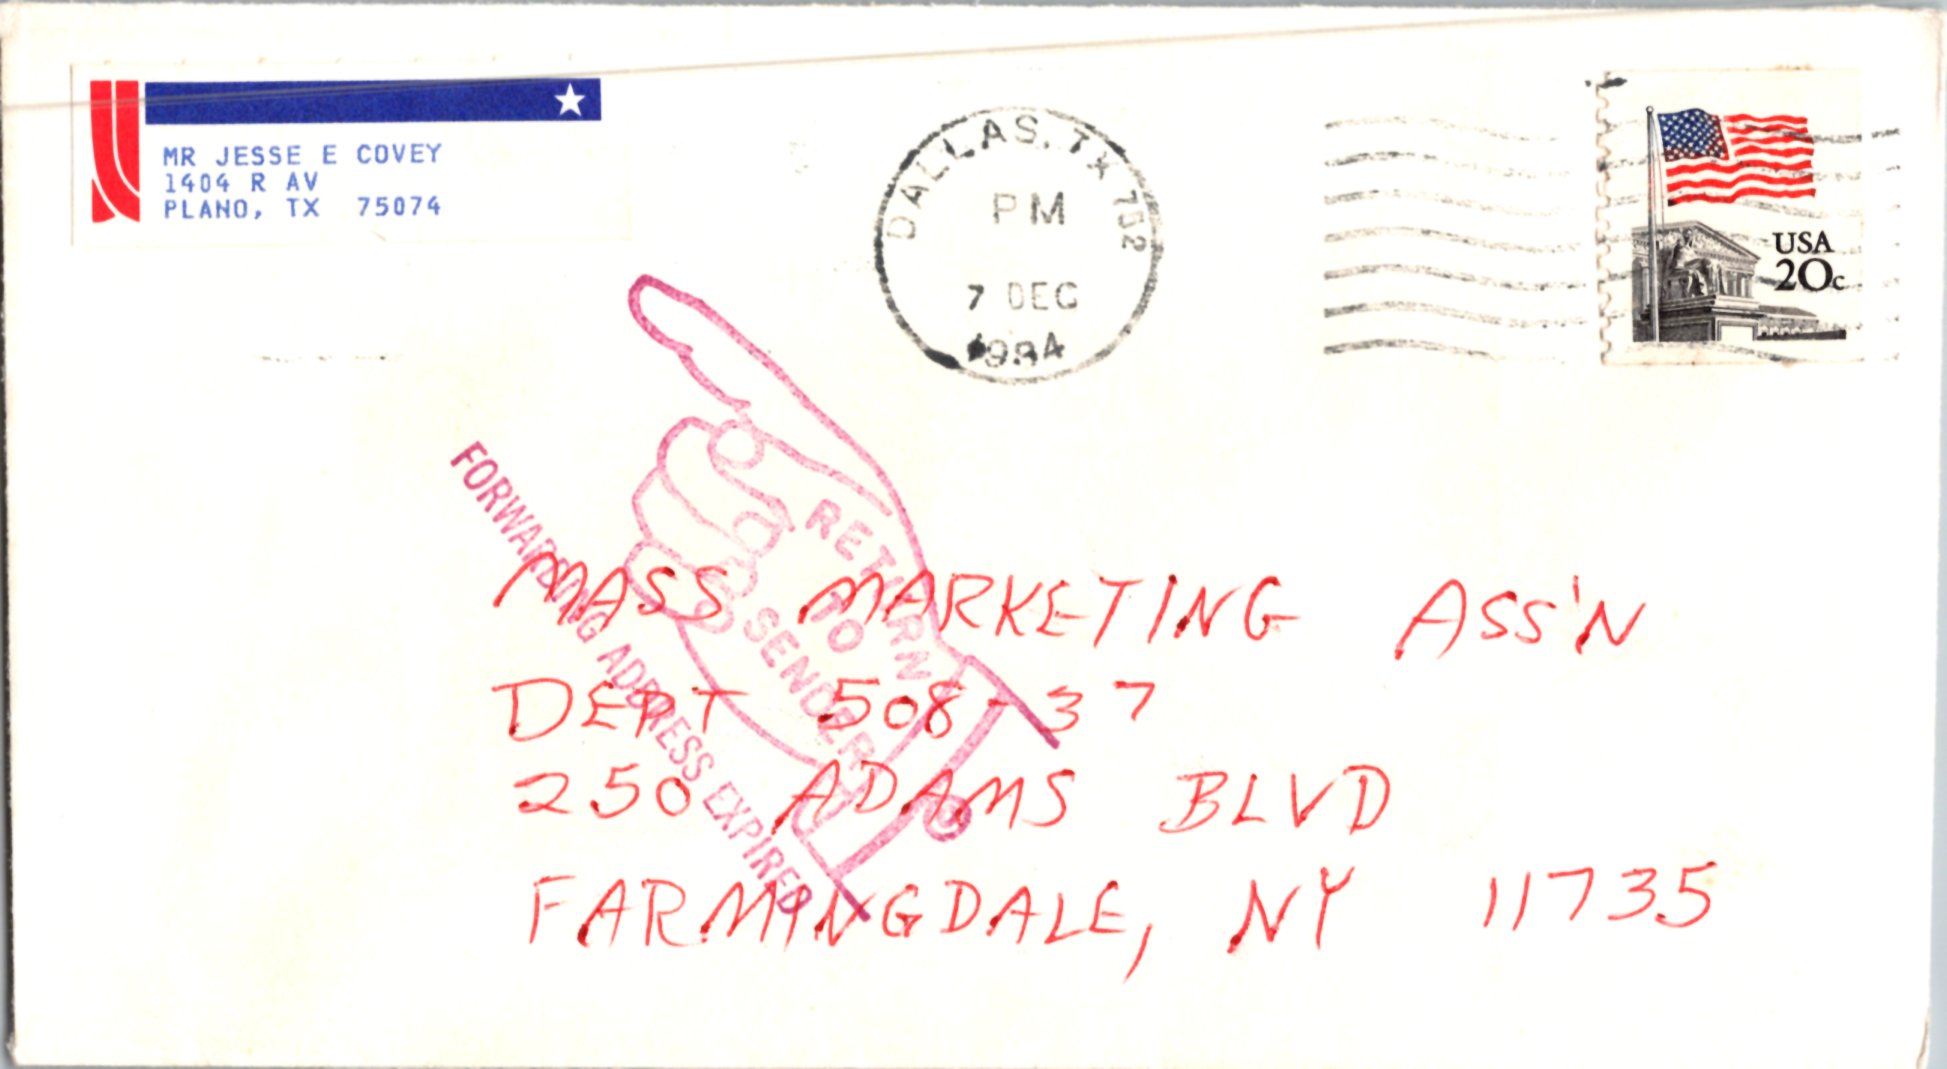 MR JESSE E COVEY
1404 R AV
PLANO, TX 75074
DALLAS, TX 752
PM
7 DEC
1984
USA
20c
RETURN
TO
SENDER
FORWARDING ADDRESS EXPIRED
MASS MARKETING ASS'N
DEPT 508-37
250 ADAMS BLVD
FARMINGDALE, NY 11735